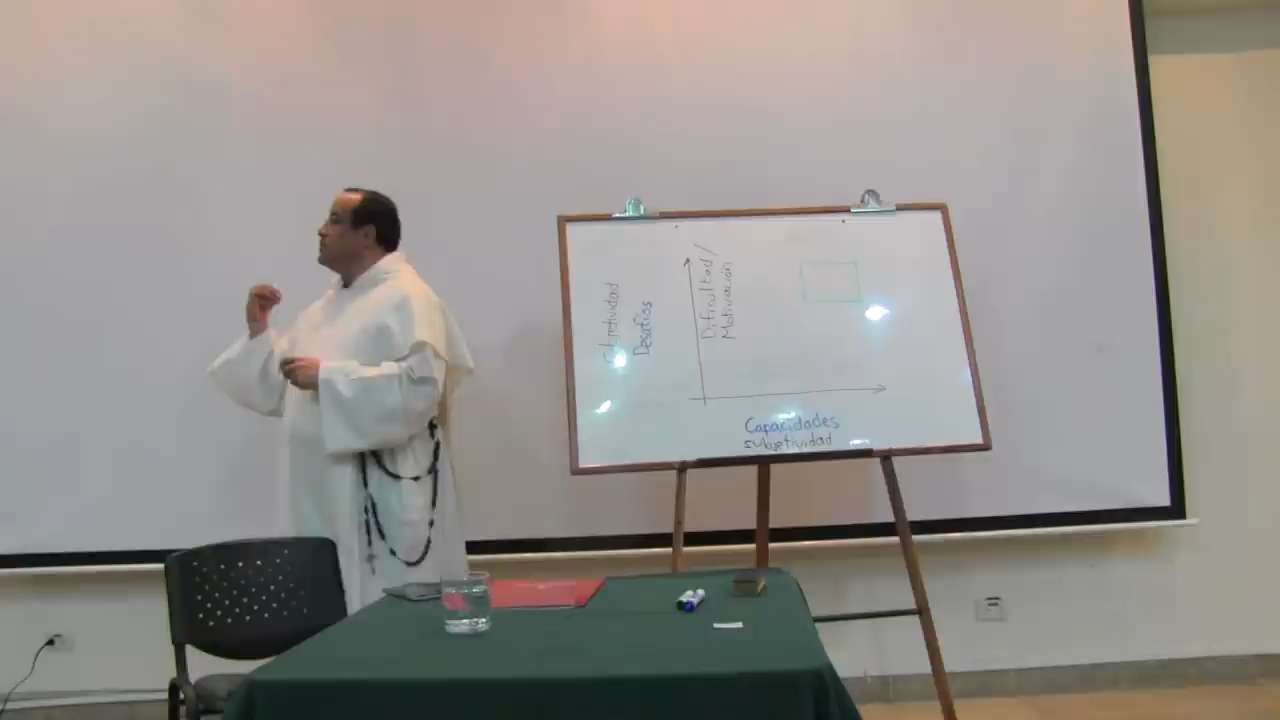 Desafíos
Dificultad/
Motivación
Capacidades
subjetividad